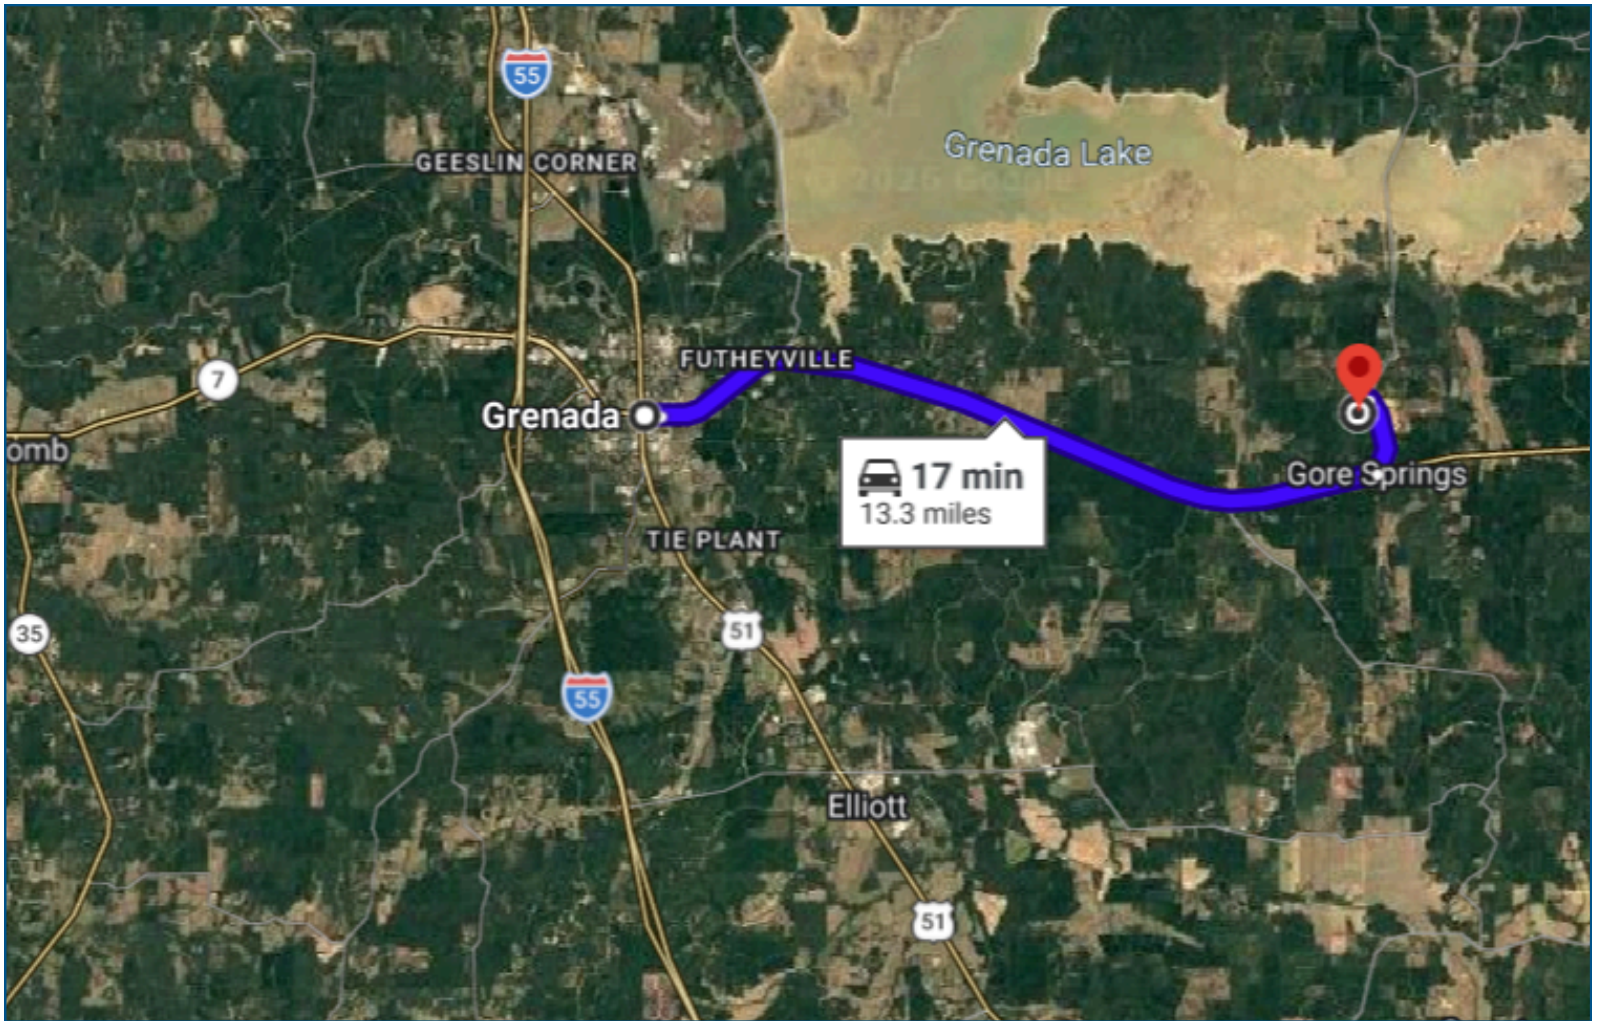 55
Grenada Lake
GEESLIN CORNER
FUTHEYVILLE
7
Grenada
omb
17 min
13.3 miles
Gore Springs
TIE PLANT
35
51
55
Elliott
51